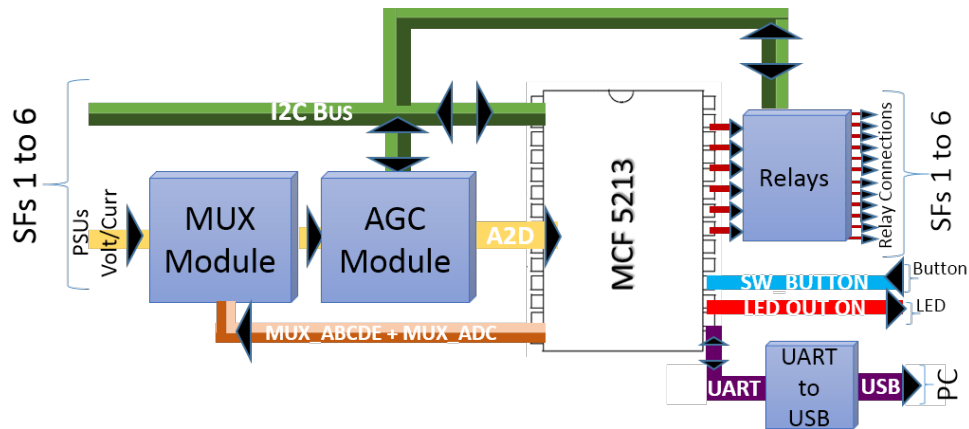 SFs 1 to 6
PSUs
Volt/Curr
I2C BUS
MUX
Module
AGC
Module
A2D
MUX_ABCDE + MUX_ADC
MCF 5213
Relays
Relay Connections
SFs 1 to 6
SW_BUTTON
Button
LED OUT ON
LED
UART
UART
to
USB
USB
PC